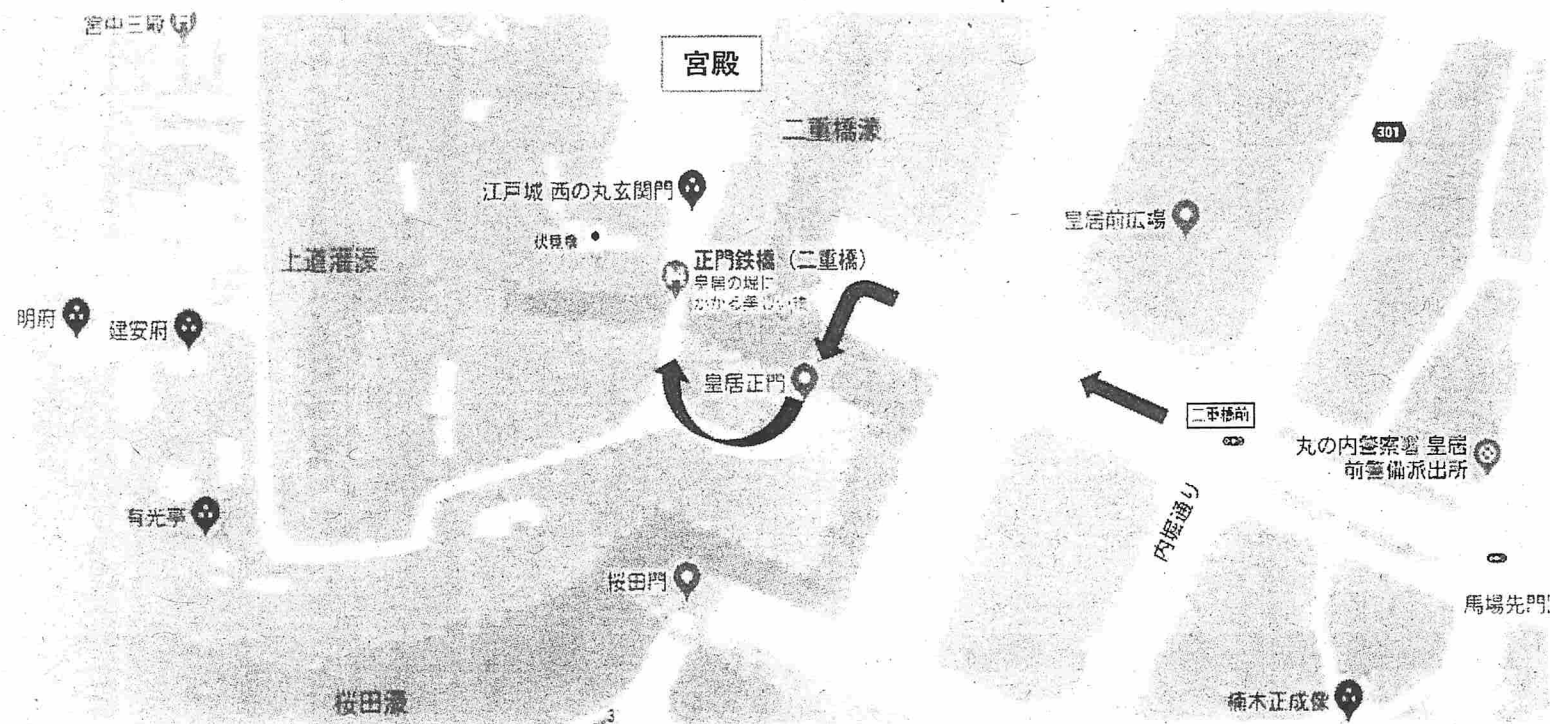 宮中三殿
宮殿
二重橋濠
301
江戸城 西の丸玄関門
皇居前広場
伏見櫓
上道灌濠
正門鉄橋（二重橋）
皇居の堀に
かかる美しい橋
明府
建安府
皇居正門
二重橋前
丸の内警察署 皇居
前警備派出所
有光亭
内堀通り
桜田門
馬場先門
桜田濠
楠木正成像